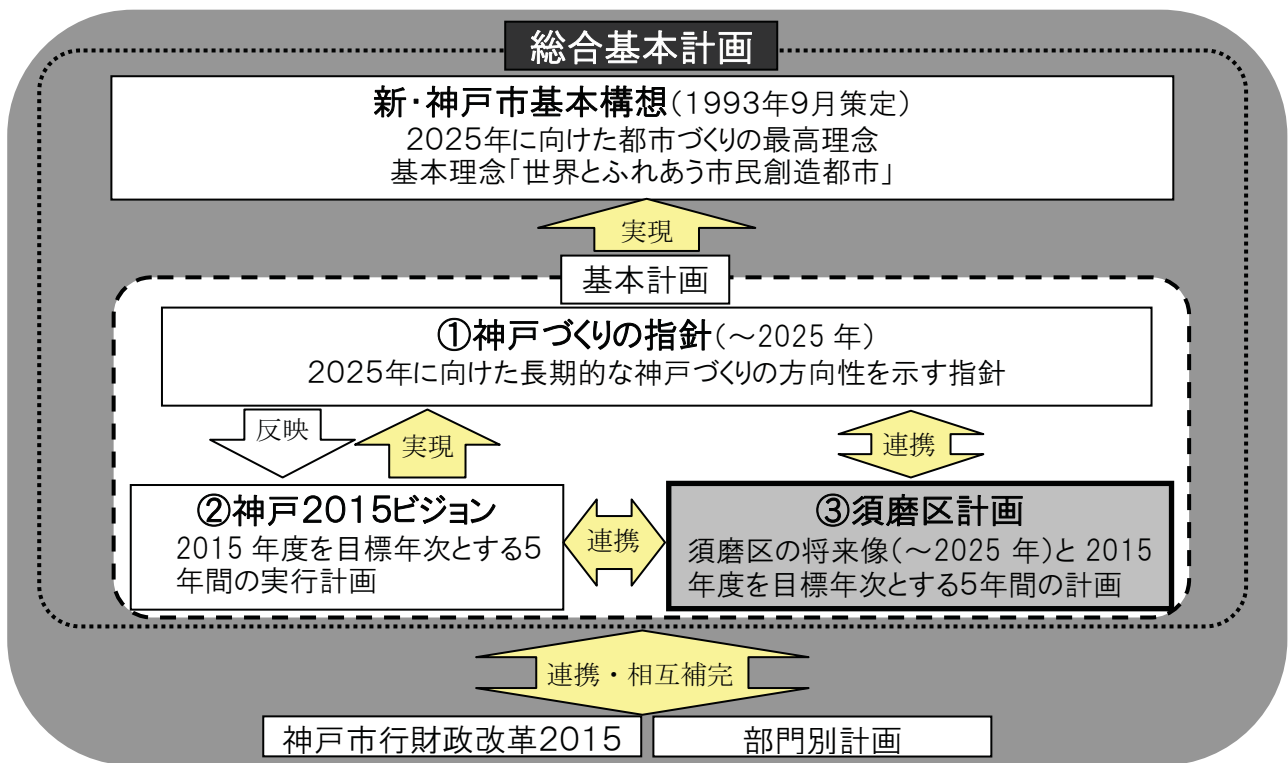 総合基本計画
新・神戸市基本構想(1993年9月策定)
2025年に向けた都市づくりの最高理念
基本理念「世界とふれあう市民創造都市」
実現
基本計画
①神戸づくりの指針(～2025 年)
2025年に向けた長期的な神戸づくりの方向性を示す指針
反映
実現
連携
②神戸2015ビジョン
2015 年度を目標年次とする5
年間の実行計画
連携
③須磨区計画
須磨区の将来像(～2025 年)と 2015
年度を目標年次とする5年間の計画
連携・相互補完
神戸市行財政改革2015
部門別計画